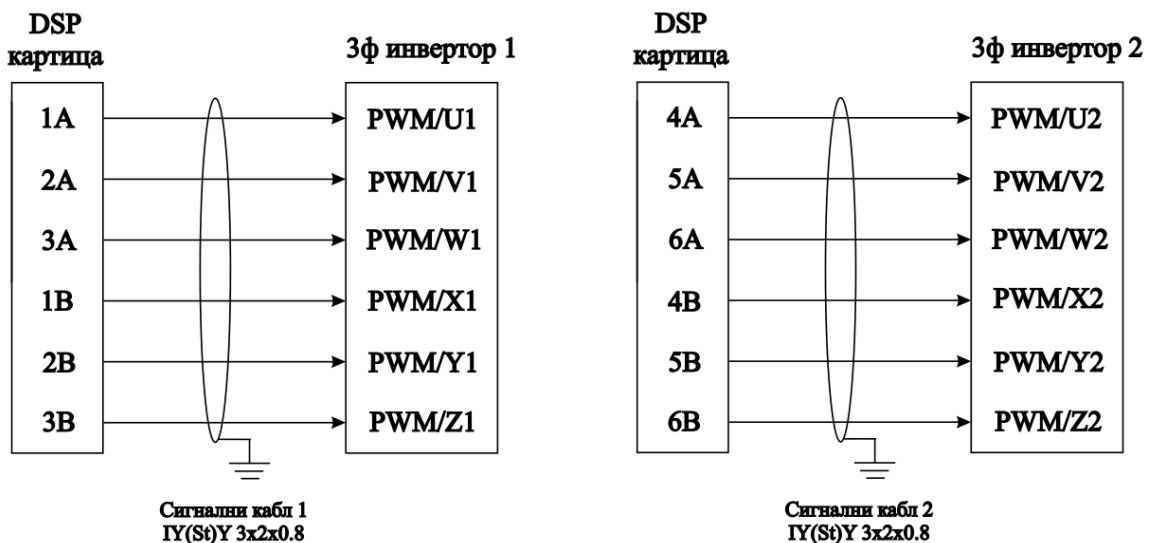 DSP
картица
3ф инвертор 1
1A
PWM/U1
2A
PWM/V1
3A
PWM/W1
1B
PWM/X1
2B
PWM/Y1
3B
PWM/Z1
Сигнални кабл 1
IY(St)Y 3x2x0.8
DSP
картица
3ф инвертор 2
4A
PWM/U2
5A
PWM/V2
6A
PWM/W2
4B
PWM/X2
5B
PWM/Y2
6B
PWM/Z2
Сигнални кабл 2
IY(St)Y 3x2x0.8